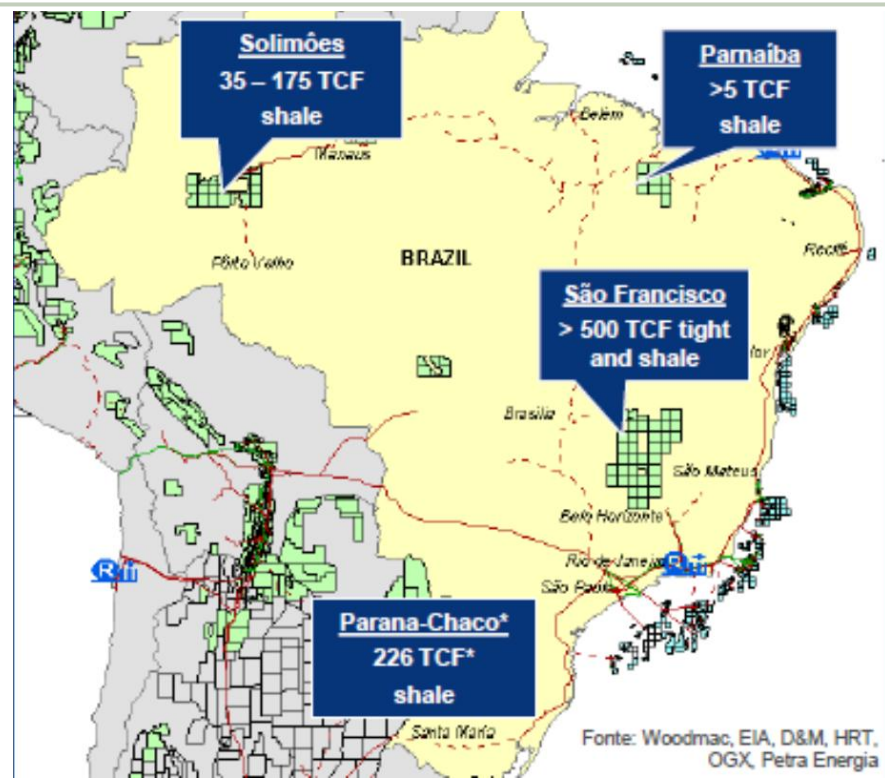 Solimôes
35 – 175 TCF
shale
Parnaíba
>5 TCF
shale
Belém
Manaus
Pôrto Velho
BRAZIL
Recife
São Francisco
> 500 TCF tight
and shale
Brasília
São Mateus
Belo Horizonte
Rio de Janeiro
São Paulo
Parana-Chaco*
226 TCF*
shale
Santa Maria
Fonte: Woodmac, EIA, D&M, HRT,
OGX, Petra Energia